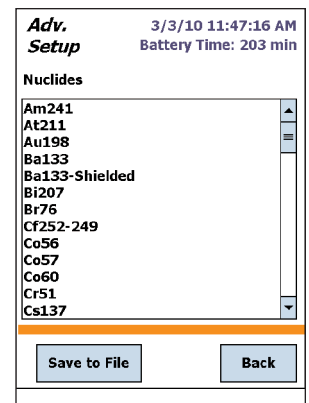 Adv. 3/3/10 11:47:16 AM
Setup Battery Time: 203 min
Nuclides
Am241
At211
Au198
Ba133
Ba133-Shielded
Bi207
Br76
Cf252-249
Co56
Co57
Co60
Cr51
Cs137
Save to File Back